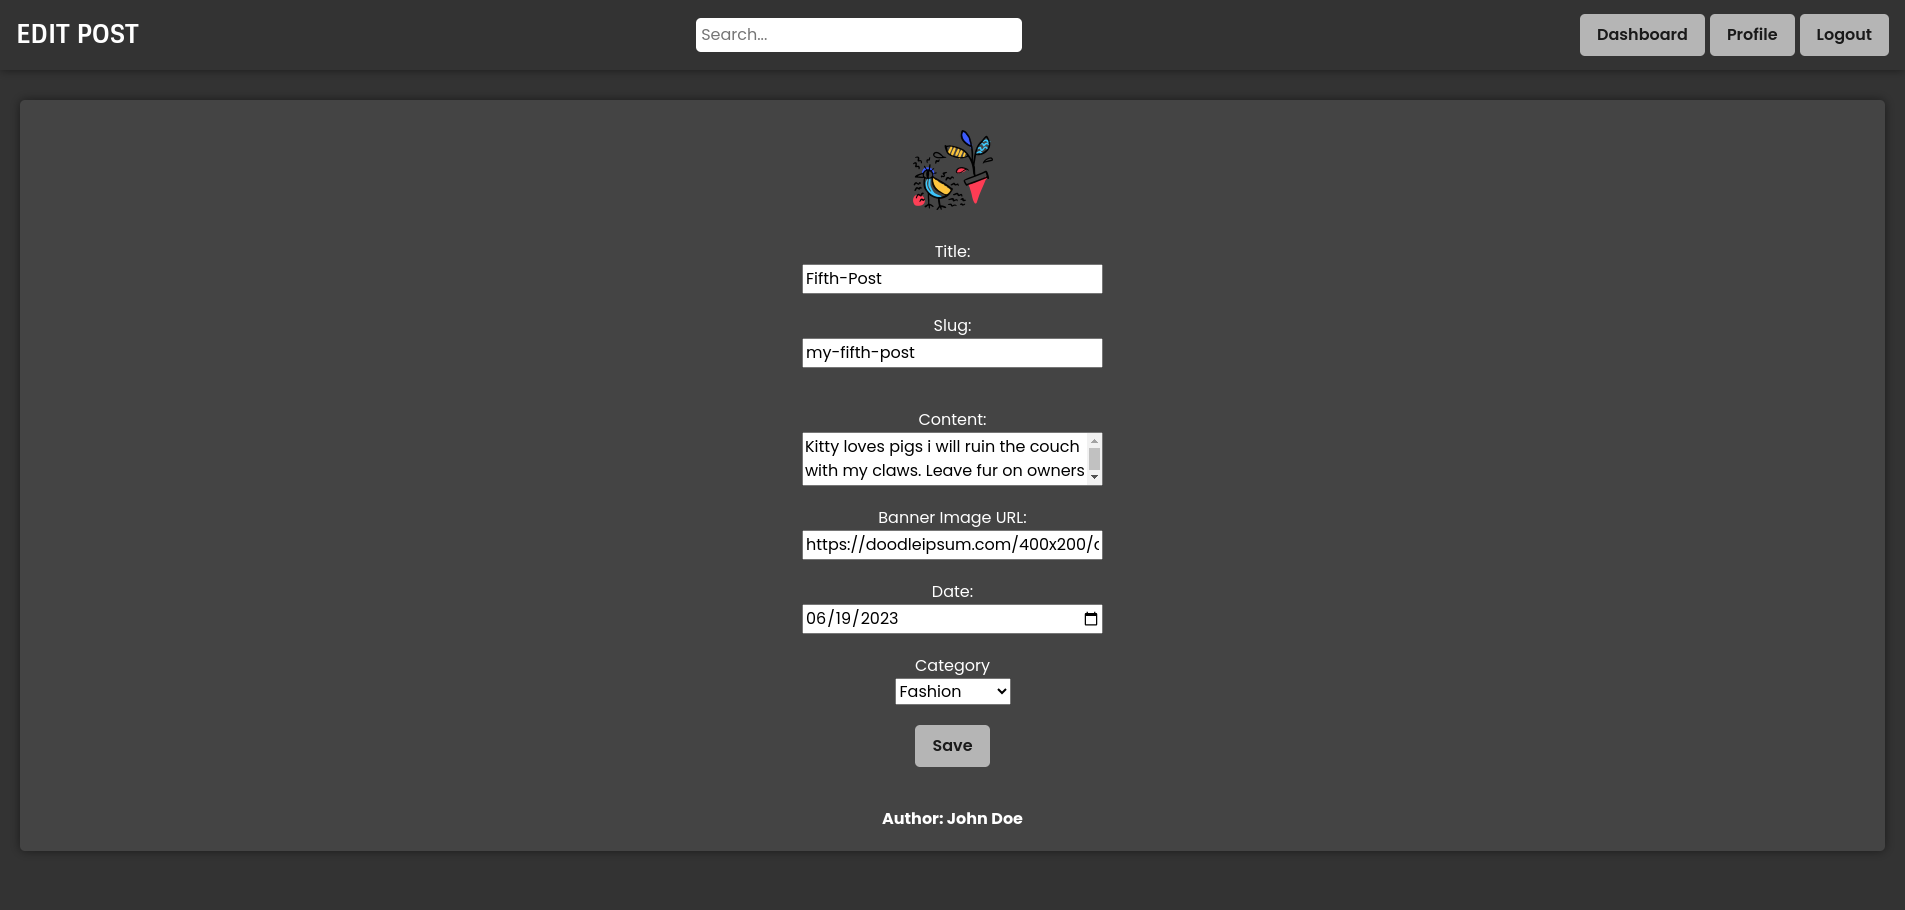 EDIT POST
Search...
Dashboard
Profile
Logout
Title:
Fifth-Post
Slug:
my-fifth-post
Content:
Kitty loves pigs i will ruin the couch
with my claws. Leave fur on owners
Banner Image URL:
https://doodleipsum.com/400x200/
Date:
06/19/2023
Category
Fashion
Save
Author: John Doe